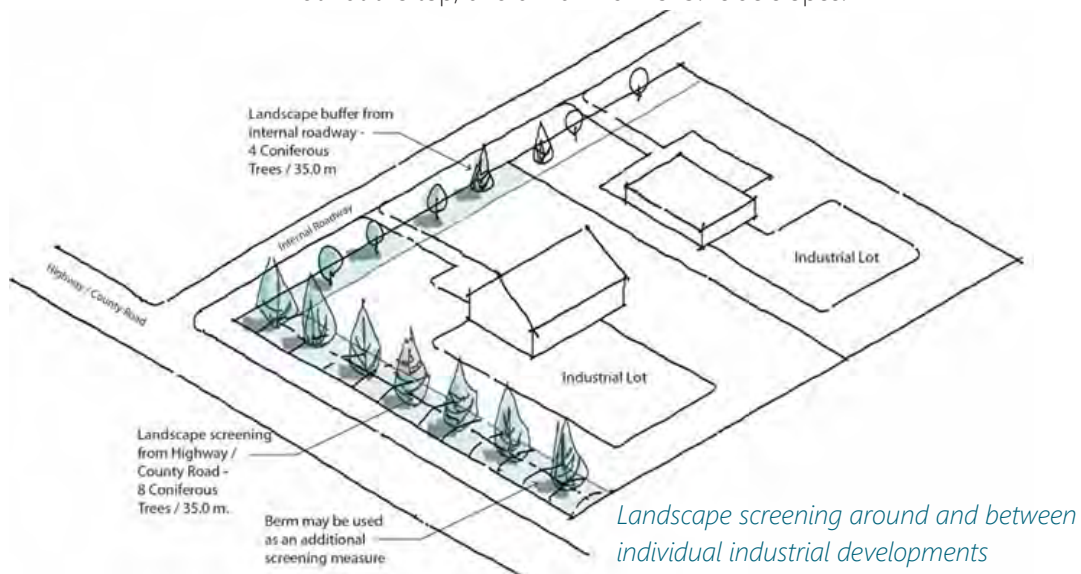 Landscape buffer from
internal roadway -
4 Coniferous
Trees / 35.0 m
Internal Roadway
Highway / County Road
Industrial Lot
Industrial Lot
Landscape screening
from Highway /
County Road -
8 Coniferous
Trees / 35.0 m.
Berm may be used
as an additional
screening measure
Landscape screening around and between
individual industrial developments